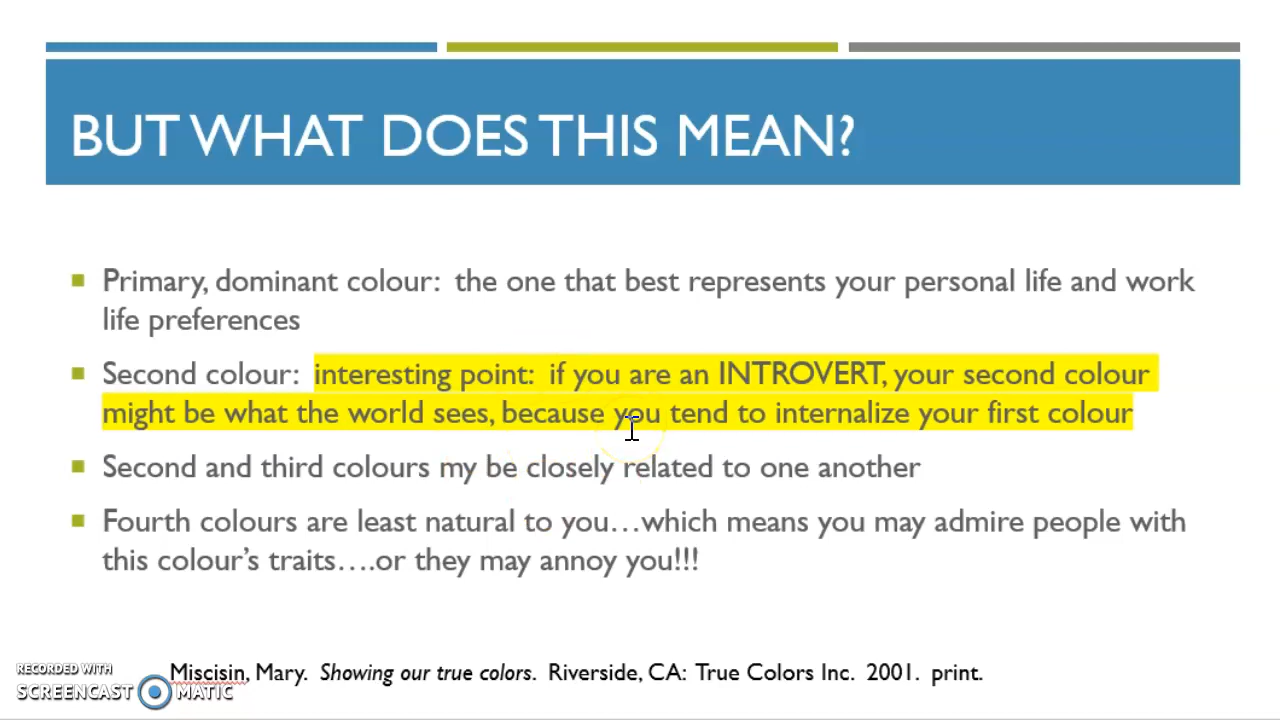 BUT WHAT DOES THIS MEAN?
Primary, dominant colour: the one that best represents your personal life and work
life preferences
Second colour: interesting point: if you are an INTROVERT, your second colour
might be what the world sees, because you tend to internalize your first colour
Second and third colours my be closely related to one another
Fourth colours are least natural to you…which means you may admire people with
this colour's traits….or they may annoy you!!!
Miscisin, Mary. Showing our true colors. Riverside, CA: True Colors Inc. 2001. print.
RECORDED WITH
SCREENCAST MATIC